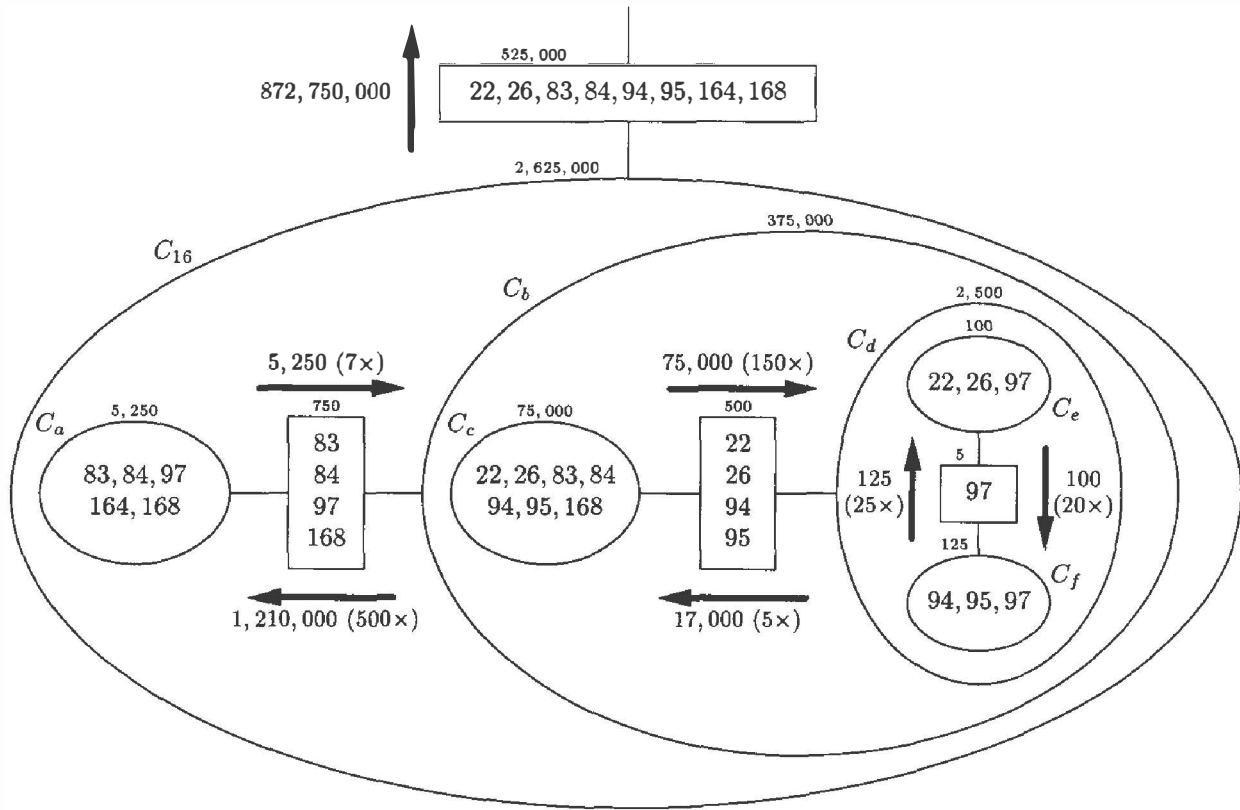 525,000
872,750,000
22, 26, 83, 84, 94, 95, 164, 168
2,625,000
375,000
C16
Cb
2,500
Cd
100
5,250 (7×)
75,000 (150×)
22, 26, 97
Ca
5,250
750
Cc
75,000
500
Ce
83
84
97
168
83, 84, 97
164, 168
22, 26, 83, 84
94, 95, 168
22
26
94
95
5
125
(25×)
97
100
(20×)
125
Cf
94, 95, 97
1,210,000 (500×)
17,000 (5×)